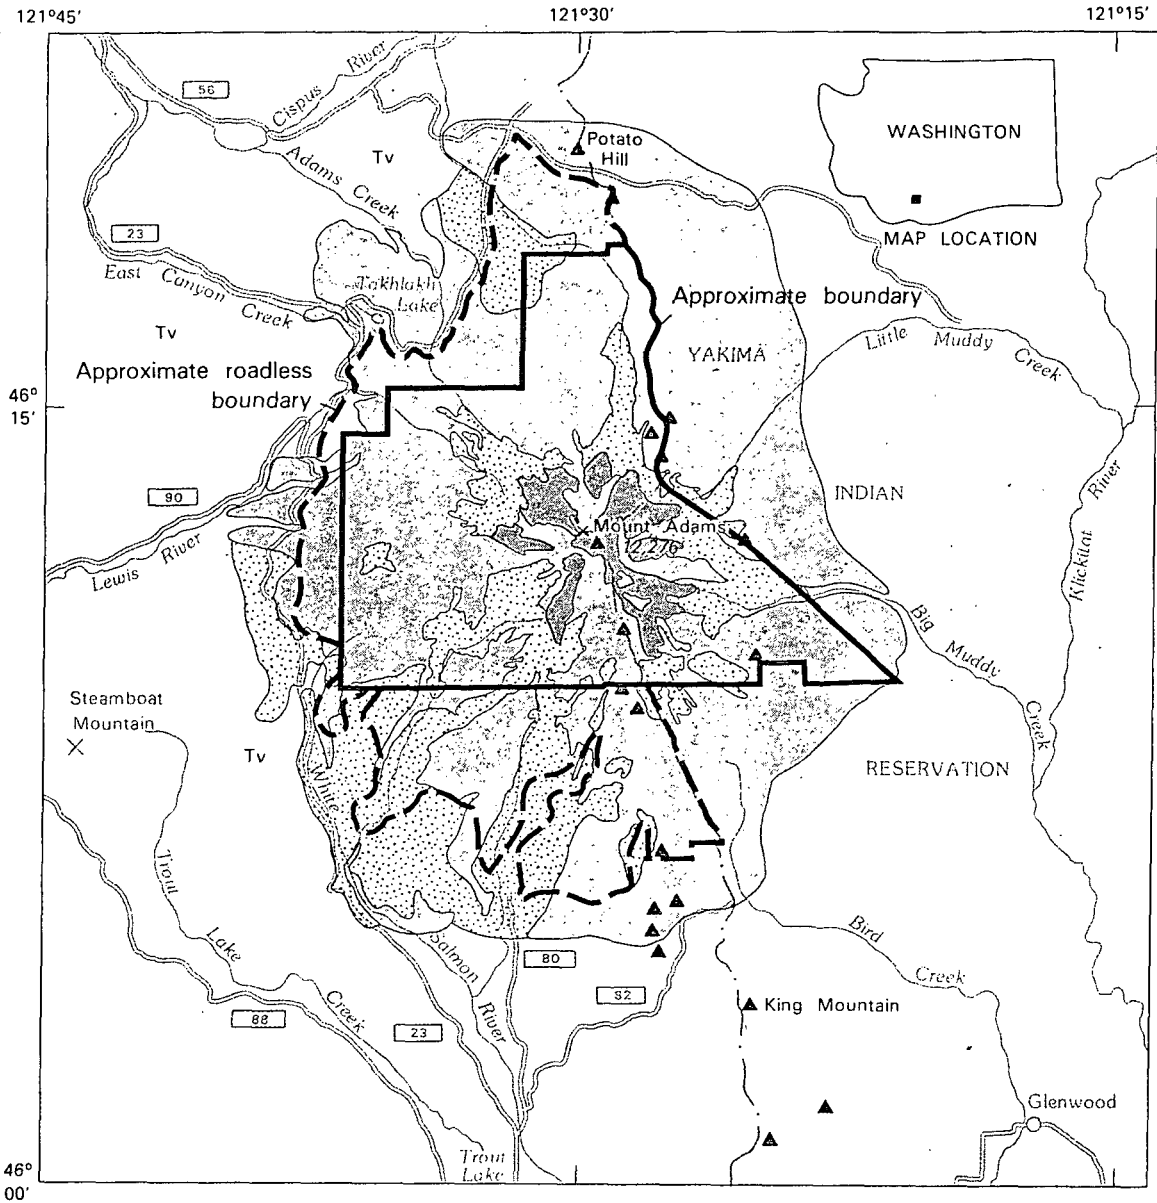 121°45′
121°30′
121°15′
56
Cispus River
WASHINGTON
Potato
Hill
Tv
Adams Creek
MAP LOCATION
23
East Canyon Creek
Takhlakh
Lake
Approximate boundary
Tv
YAKIMA
Little Muddy Creek
Approximate roadless
boundary
46°
15′
90
INDIAN
River
Klickitat
Lewis River
Mount Adams
12,276
Big Muddy Creek
Steamboat
Mountain
Tv
White
Salmon
River
RESERVATION
Trout Lake Creek
Bird Creek
80
82
King Mountain
88
23
Glenwood
Trout
Lake
46°
00′